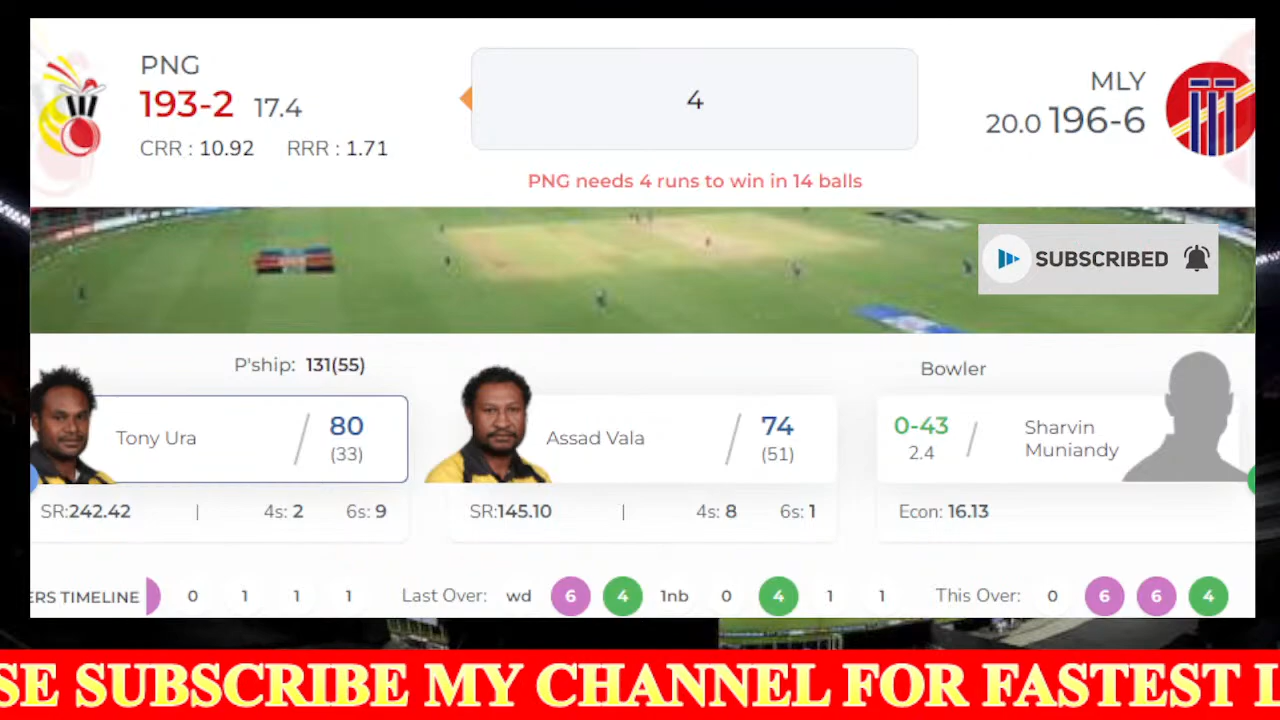 PNG
193-2 17.4
CRR : 10.92 RRR : 1.71
4
PNG needs 4 runs to win in 14 balls
MLY
20.0 196-6
SUBSCRIBED
P'ship: 131(55)
Tony Ura
80
(33)
SR:242.42 | 4s: 2 6s: 9
Assad Vala
74
(51)
SR:145.10 | 4s: 8 6s: 1
Bowler
0-43
2.4
Sharvin
Muniandy
Econ: 16.13
ERS TIMELINE 0 1 1 1 Last Over: wd 6 4 1nb 0 4 1 1 This Over: 0 6 6 4
SE SUBSCRIBE MY CHANNEL FOR FASTEST L